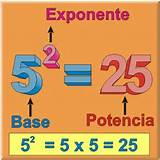 Exponente
5² = 25
Base
Potencia
5² = 5 x 5 = 25